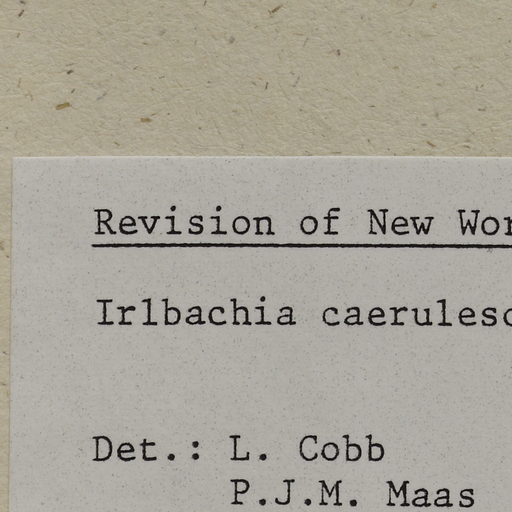 Revision of New Wor
Irlbachia caerulesc
Det.: L. Cobb
P.J.M. Maas